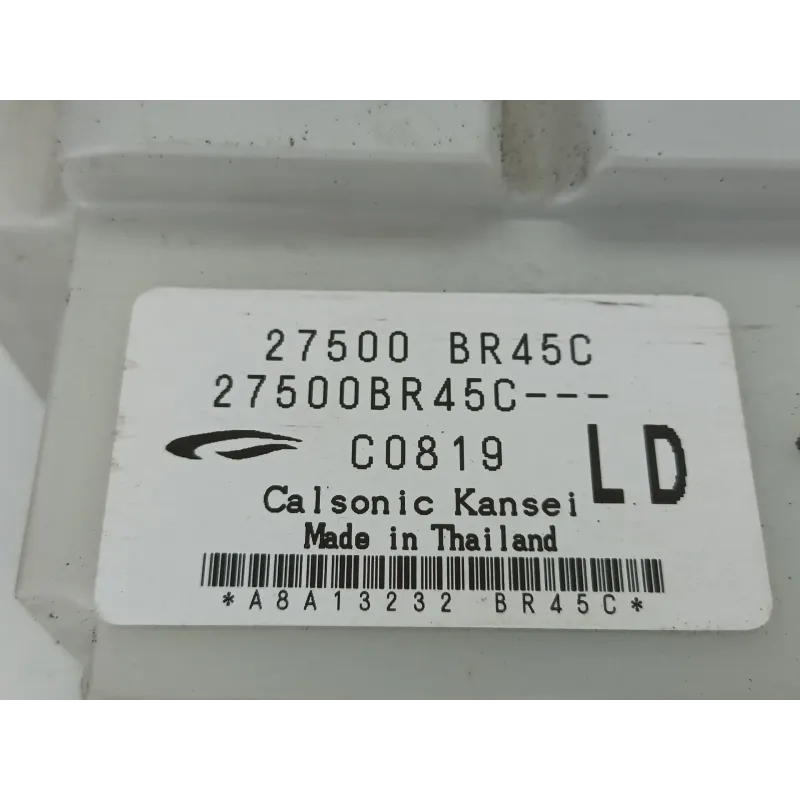 27500 BR45C
27500BR45C---
C0819 LD
Calsonic Kansei
Made in Thailand
*A8A13232 BR45C*